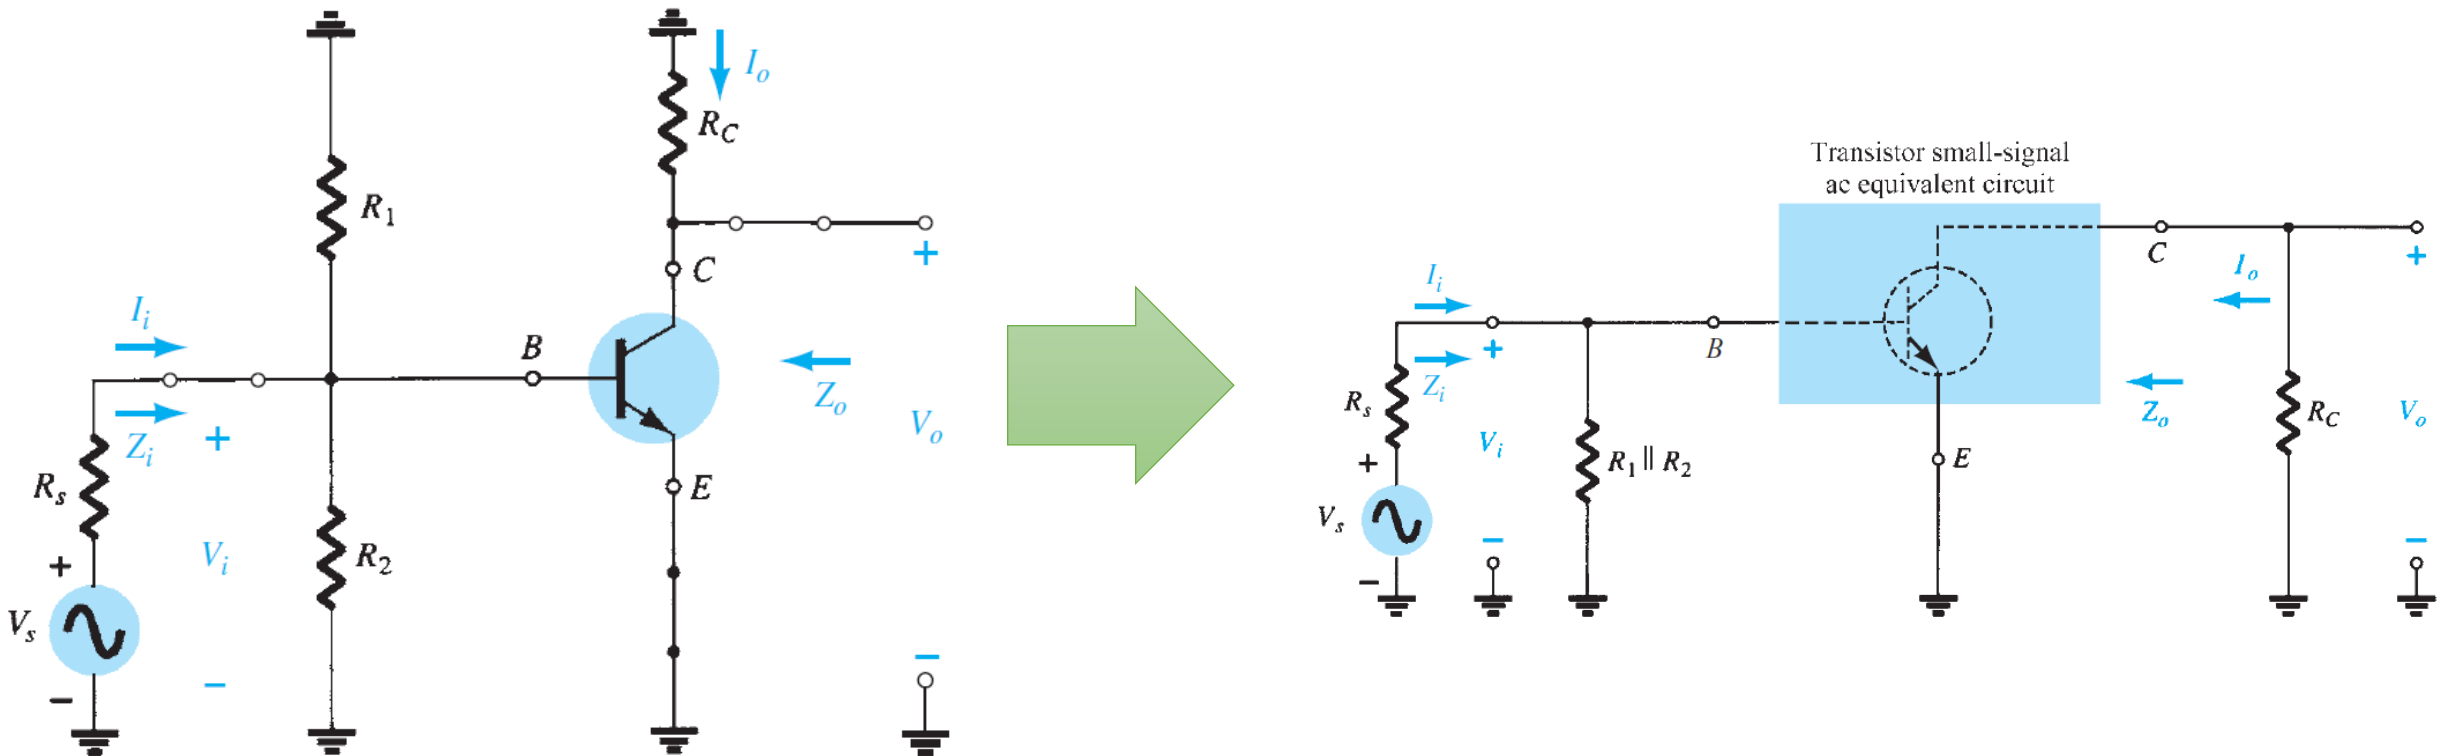 I_o
R_C
R_1
C
I_i
B
Z_o
V_o
Z_i
+
+
R_s
E
V_i
R_2
+
V_s
−
−
−
Transistor small-signal
ac equivalent circuit
C
+
I_i
I_o
B
+
Z_i
Z_o
R_s
R_C
V_o
V_i
+
R_1 || R_2
E
V_s
−
−
−